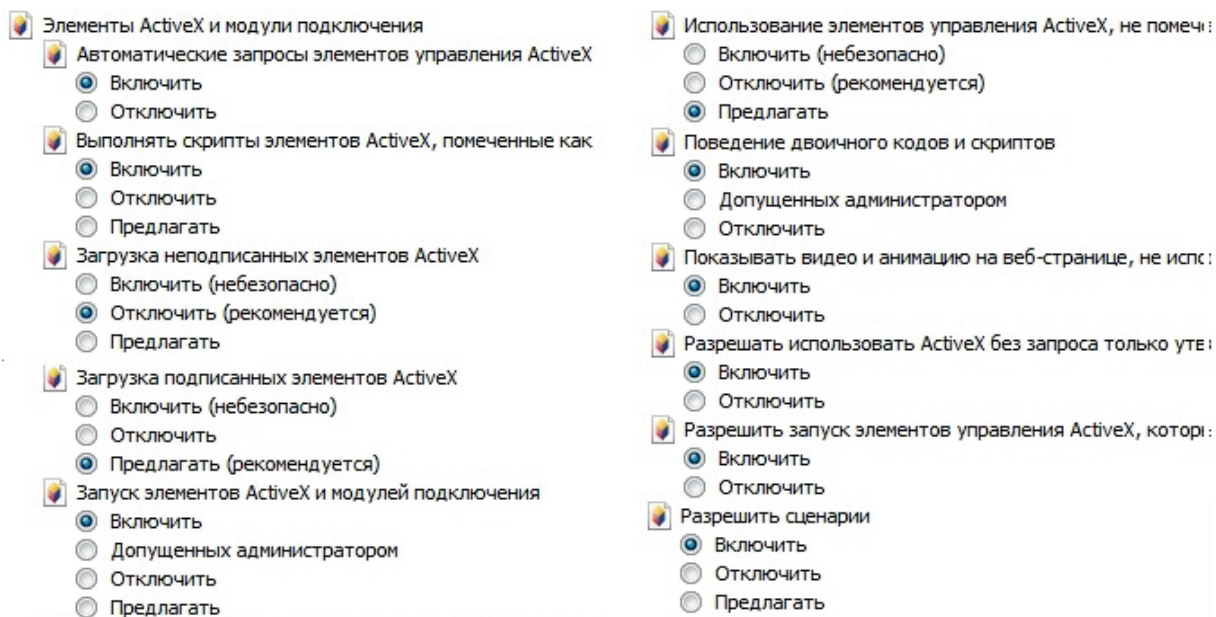 Элементы ActiveX и модули подключения
Автоматические запросы элементов управления ActiveX
Включить
Отключить
Выполнять скрипты элементов ActiveX, помеченные как
Включить
Отключить
Предлагать
Загрузка неподписанных элементов ActiveX
Включить (небезопасно)
Отключить (рекомендуется)
Предлагать
Загрузка подписанных элементов ActiveX
Включить (небезопасно)
Отключить
Предлагать (рекомендуется)
Запуск элементов ActiveX и модулей подключения
Включить
Допущенных администратором
Отключить
Предлагать
Использование элементов управления ActiveX, не
Включить (небезопасно)
Отключить (рекомендуется)
Предлагать
Поведение двоичного кодов и скриптов
Включить
Допущенных администратором
Отключить
Показывать видео и анимацию на веб-странице, не
Включить
Отключить
Разрешать использовать ActiveX без запроса только
Включить
Отключить
Разрешить запуск элементов управления ActiveX,
Включить
Отключить
Разрешить сценарии
Включить
Отключить
Предлагать